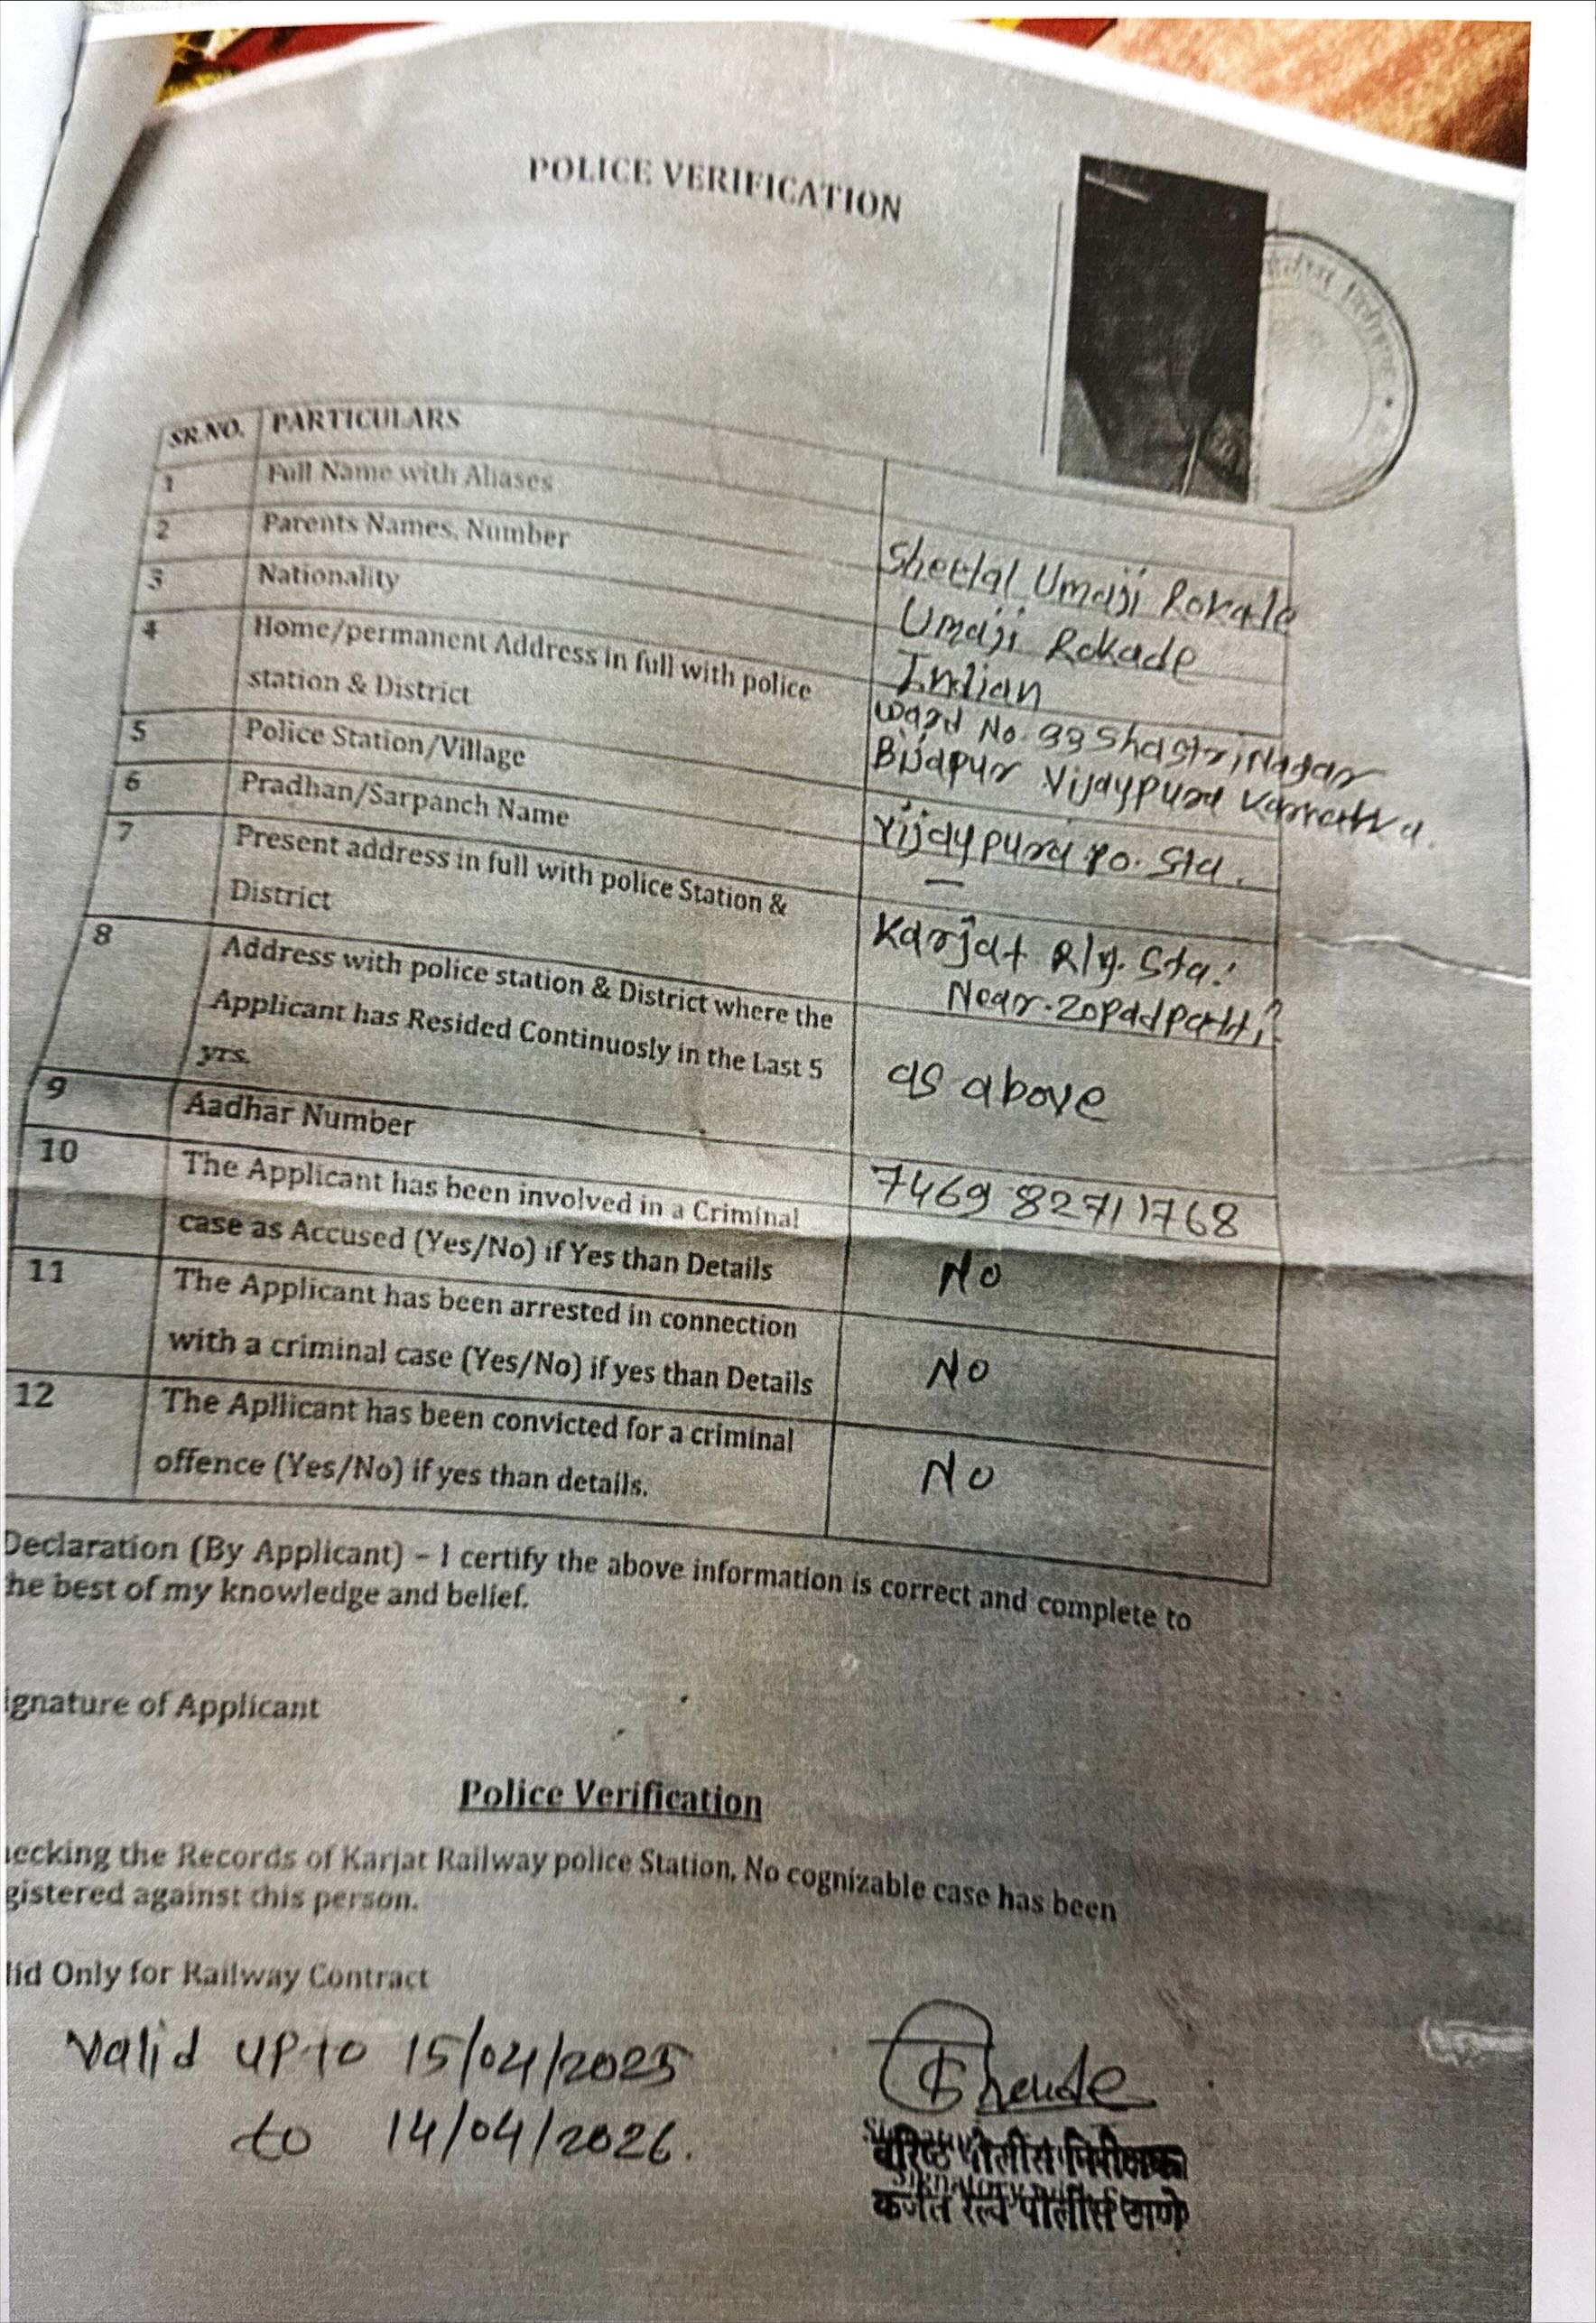 POLICE VERIFICATION
SR.NO. PARTICULARS
1 Full Name with Aliases Sheetal Umaji Rokade
2 Parents Names, Number Umaji Rokade
3 Nationality Indian
4 Home/permanent Address in full with police
station & District
Ward No. 33 Shastri Nagar
Bijapur Vijaypura
5 Police Station/Village Vijaypura Po. Sta.
6 Pradhan/Sarpanch Name —
7 Present address in full with police Station &
District
Karjat Rly. Sta.
Near.
8 Address with police station & District where the
Applicant has Resided Continuosly in the Last 5
yrs.
as above
9 Aadhar Number 7469 8271 1768
10 The Applicant has been involved in a Criminal
case as Accused (Yes/No) if Yes than Details No
11 The Applicant has been arrested in connection
with a criminal case (Yes/No) if yes than Details No
12 The Apllicant has been convicted for a criminal
offence (Yes/No) if yes than details. No
Declaration (By Applicant) – I certify the above information is correct and complete to
he best of my knowledge and belief.
ignature of Applicant
Police Verification
ecking the Records of Karjat Railway police Station, No cognizable case has been
gistered against this person.
lid Only for Railway Contract
Valid upto 15/04/2025
to 14/04/2026.
वरिष्ठ पोलीस निरीक्षक
कर्जत रेल्वे पोलीस ठाणे